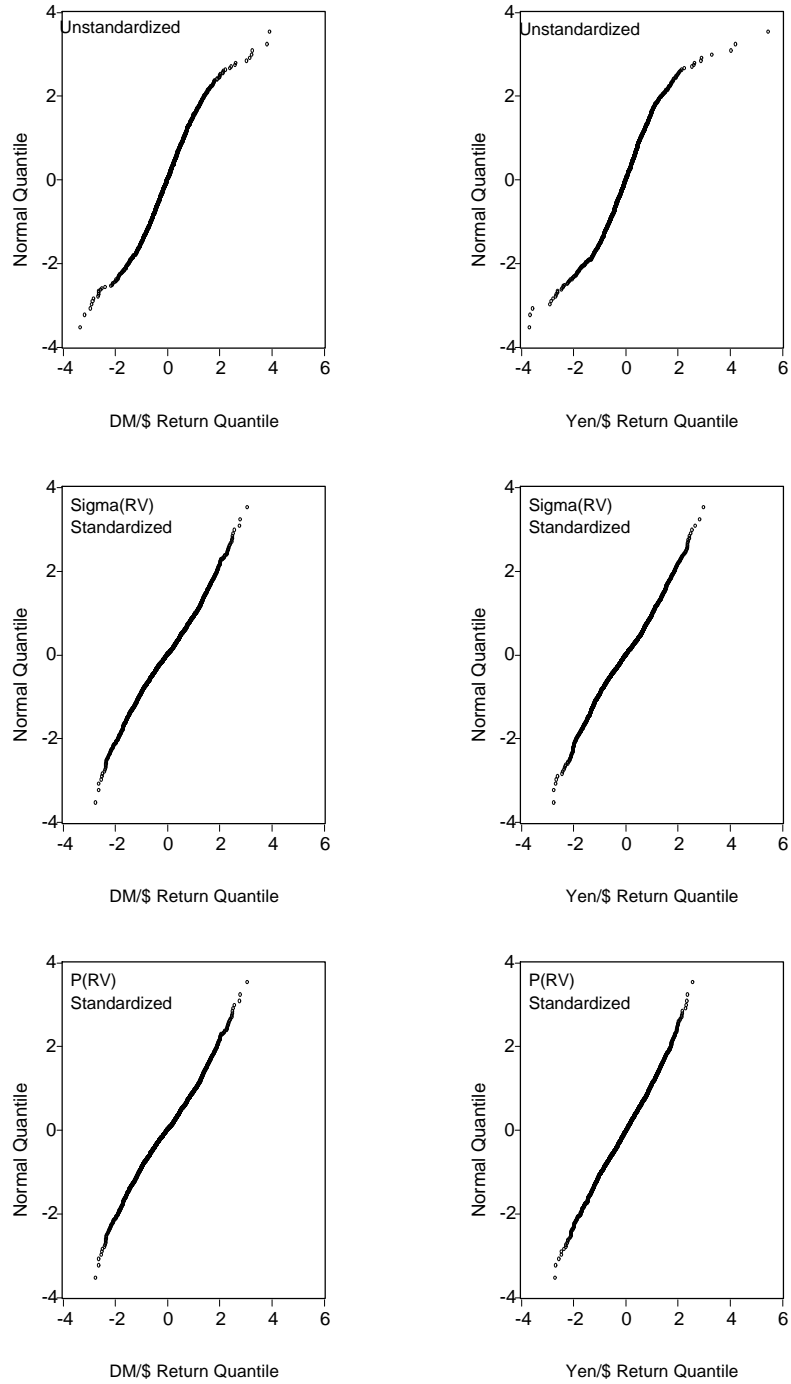 4
2
0
-2
-4
Normal Quantile
Unstandardized
-4 -2 0 2 4 6
DM/$ Return Quantile
4
2
0
-2
-4
Normal Quantile
Unstandardized
-4 -2 0 2 4 6
Yen/$ Return Quantile
4
2
0
-2
-4
Normal Quantile
Sigma(RV)
Standardized
-4 -2 0 2 4 6
DM/$ Return Quantile
4
2
0
-2
-4
Normal Quantile
Sigma(RV)
Standardized
-4 -2 0 2 4 6
Yen/$ Return Quantile
4
2
0
-2
-4
Normal Quantile
P(RV)
Standardized
-4 -2 0 2 4 6
DM/$ Return Quantile
4
2
0
-2
-4
Normal Quantile
P(RV)
Standardized
-4 -2 0 2 4 6
Yen/$ Return Quantile